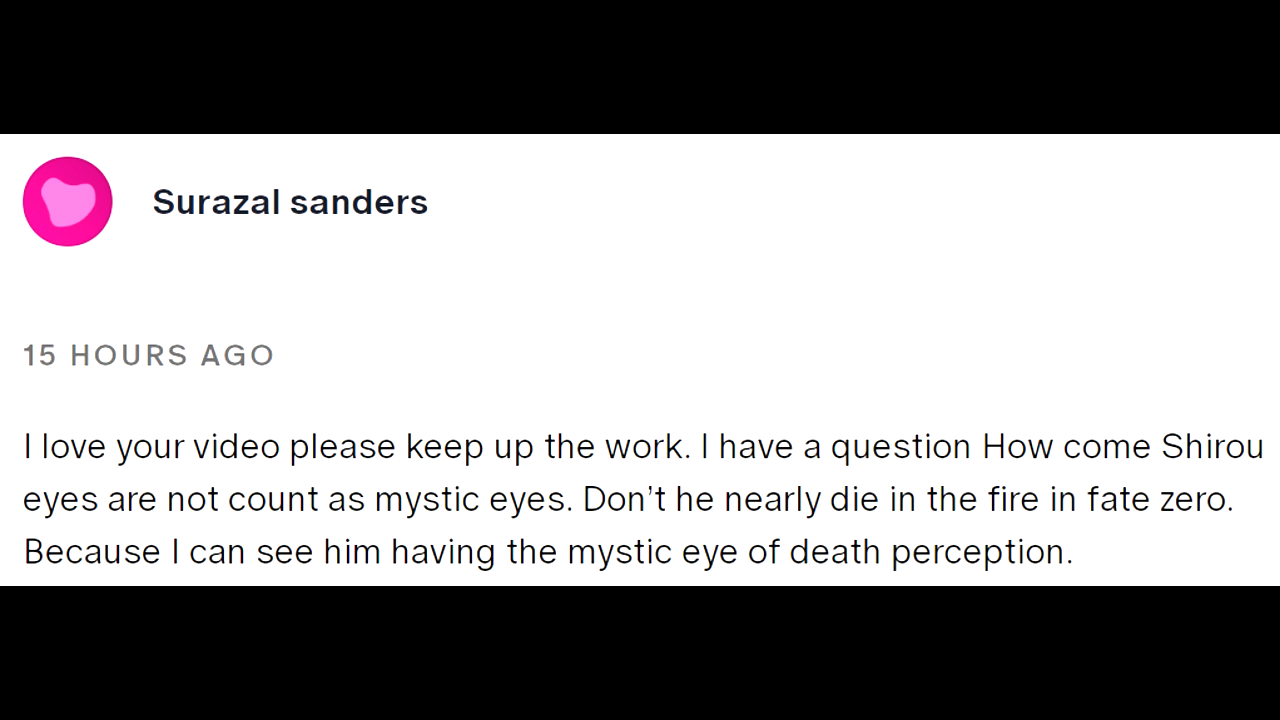 Surazal sanders
15 HOURS AGO
I love your video please keep up the work. I have a question How come Shirou
eyes are not count as mystic eyes. Don’t he nearly die in the fire in fate zero.
Because I can see him having the mystic eye of death perception.